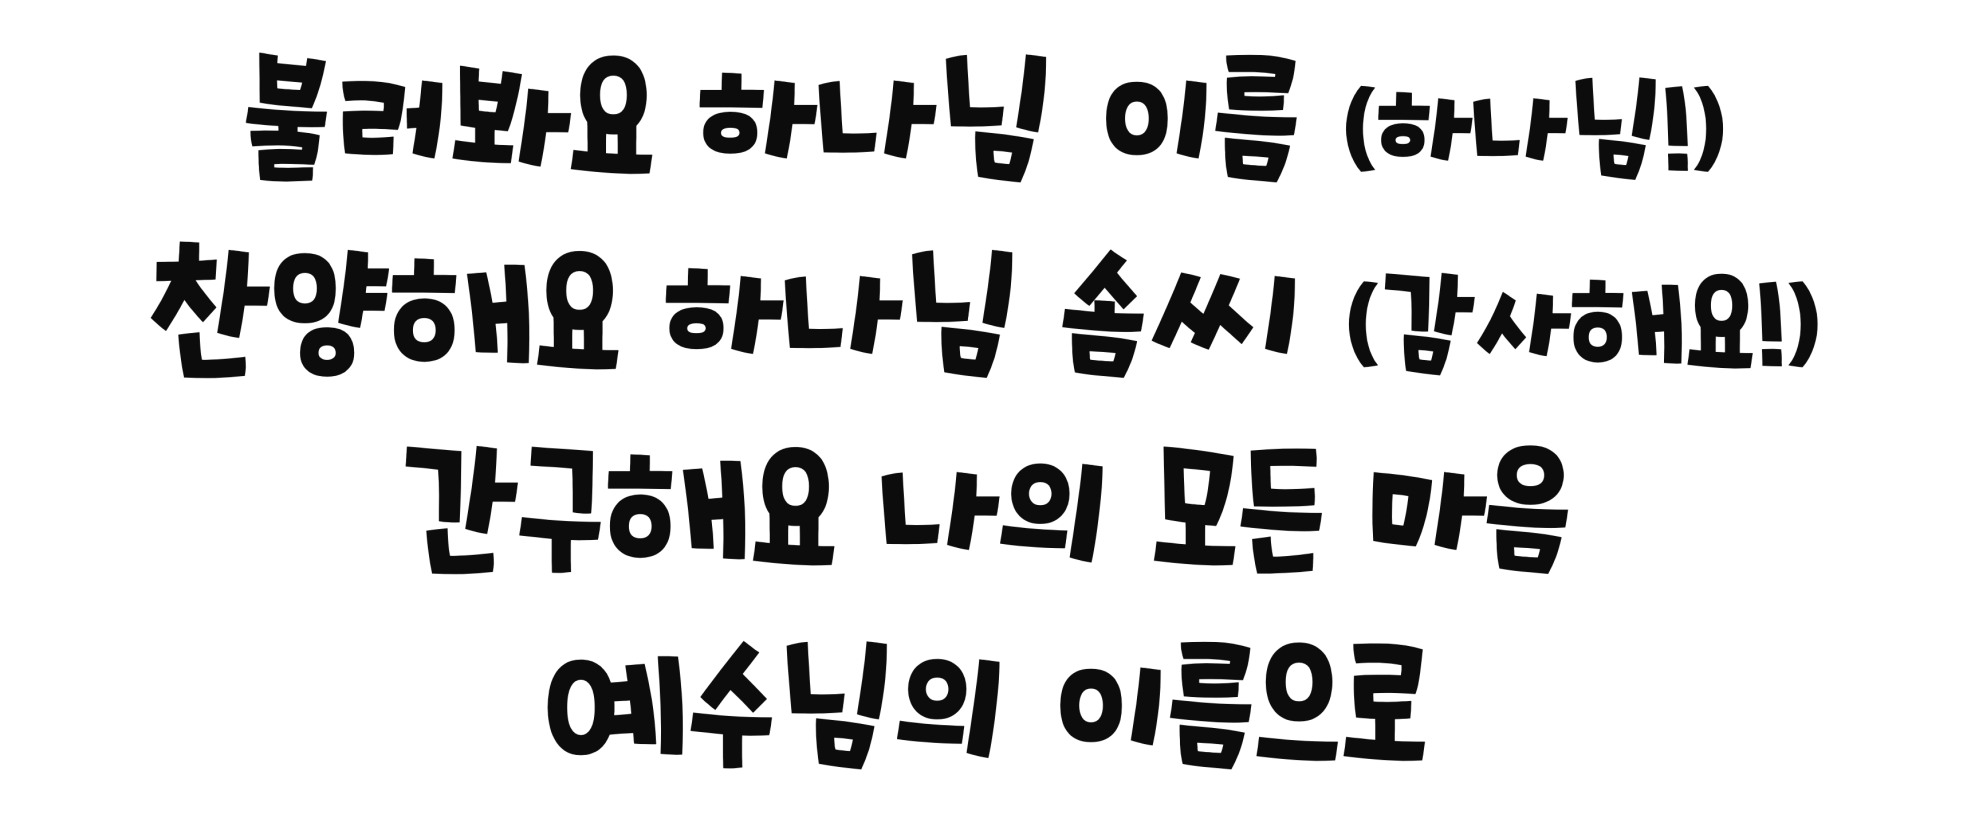 불러봐요 하나님 이름 (하나님!)
찬양해요 하나님 솜씨 (감사해요!)
간구해요 나의 모든 마음
예수님의 이름으로